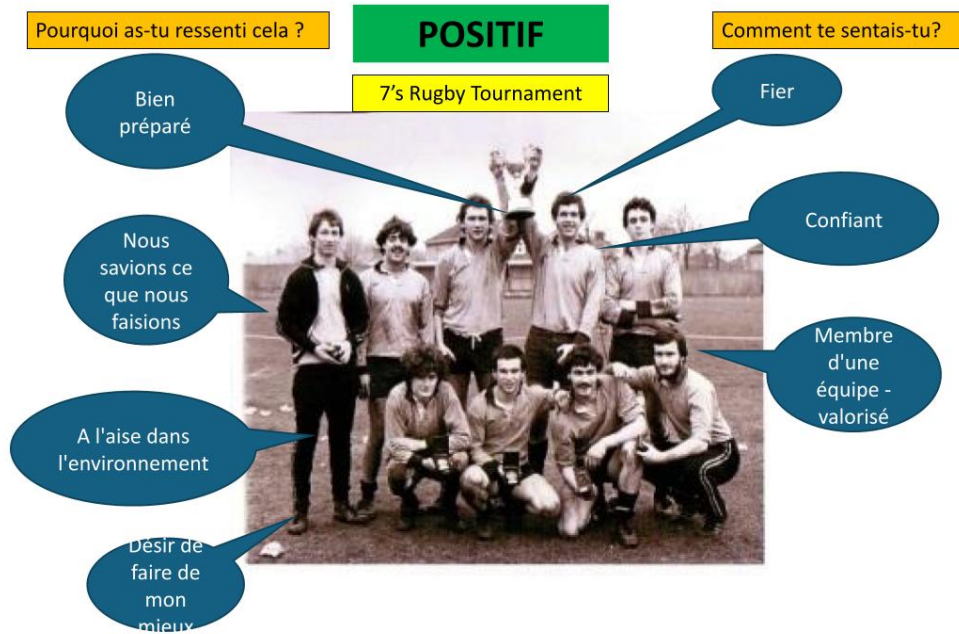 Pourquoi as-tu ressenti cela ?
POSITIF
Comment te sentais-tu?
7's Rugby Tournament
Bien
préparé
Fier
Nous
savions ce
que nous
faisions
Confiant
Membre
d'une
équipe -
valorisé
A l'aise dans
l'environnement
Désir de
faire de
mon
mieux